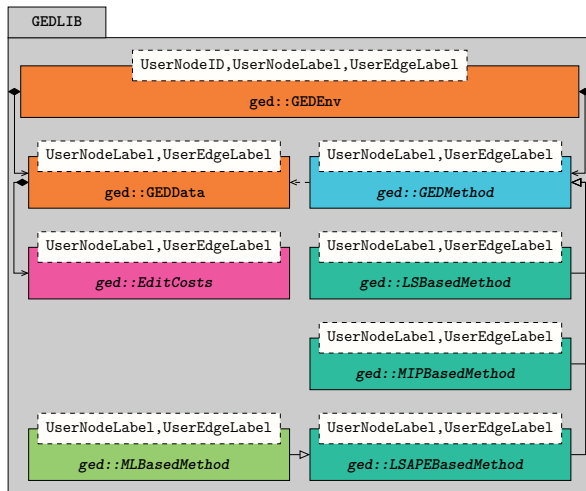 GEDLIB
UserNodeID,UserNodeLabel,UserEdgeLabel
ged::GEDEnv
UserNodeLabel,UserEdgeLabel
ged::GEDData
UserNodeLabel,UserEdgeLabel
ged::GEDMethod
UserNodeLabel,UserEdgeLabel
ged::EditCosts
UserNodeLabel,UserEdgeLabel
ged::LSBasedMethod
UserNodeLabel,UserEdgeLabel
ged::MIPBasedMethod
UserNodeLabel,UserEdgeLabel
ged::MLBasedMethod
UserNodeLabel,UserEdgeLabel
ged::LSAPEBasedMethod